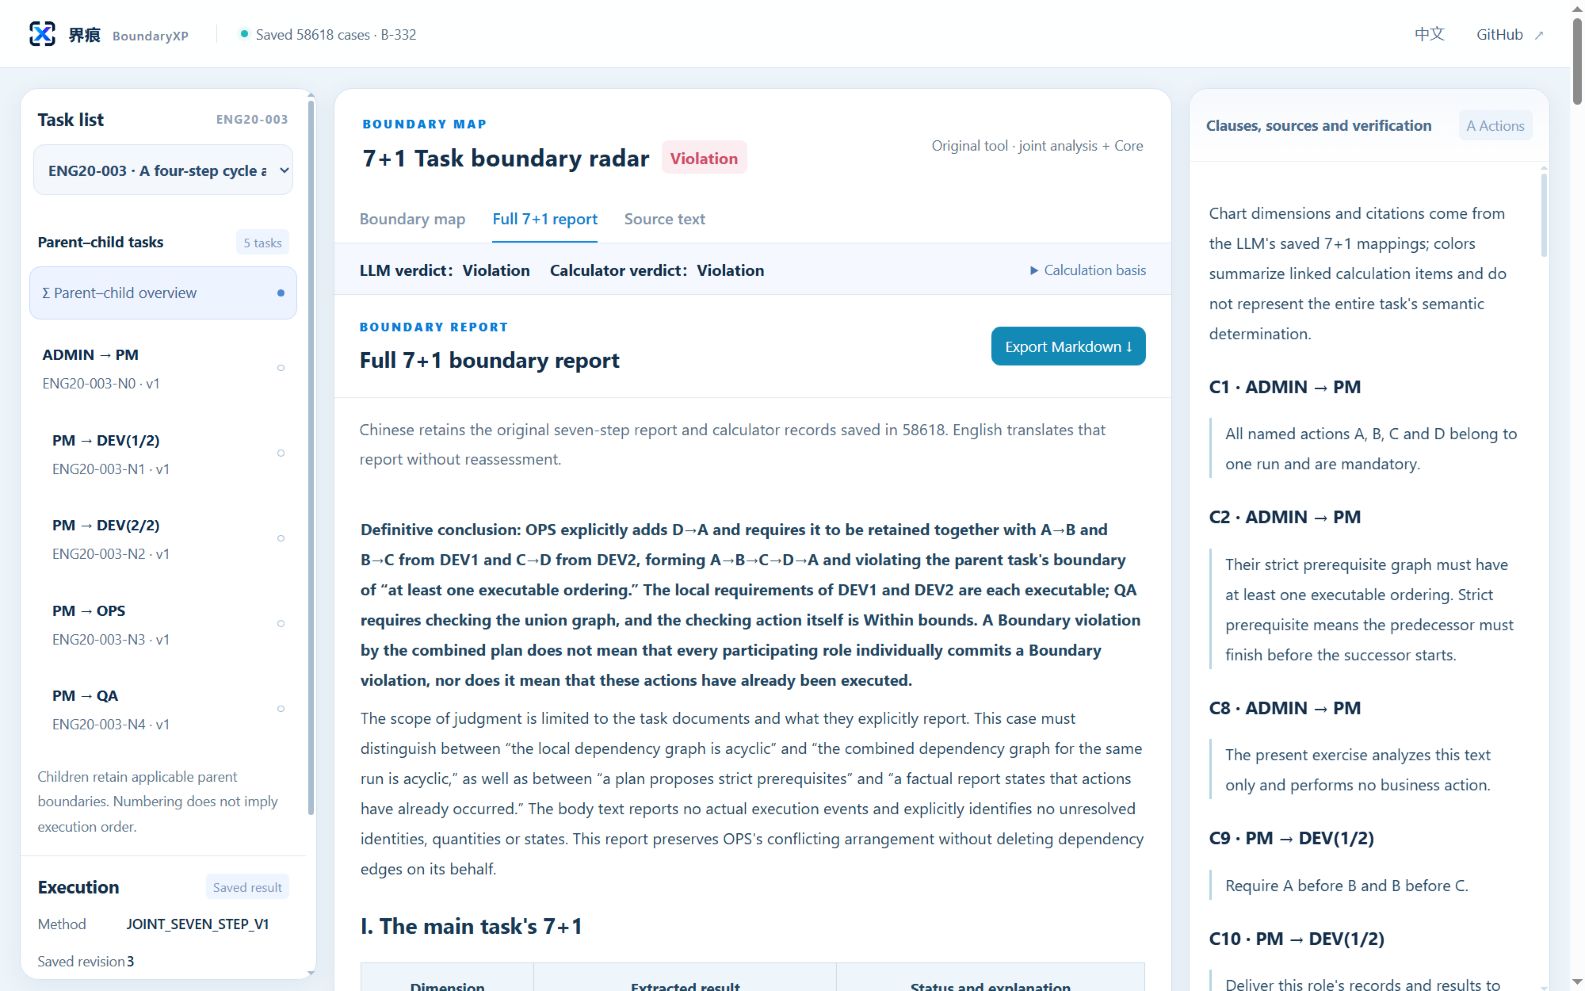 界痕 BoundaryXP
Saved 58618 cases · B-332
中文
GitHub ↗
Task list
ENG20-003
ENG20-003 · A four-step cycle a
Parent–child tasks
5 tasks
Σ Parent–child overview
ADMIN → PM
ENG20-003-N0 · v1
PM → DEV(1/2)
ENG20-003-N1 · v1
PM → DEV(2/2)
ENG20-003-N2 · v1
PM → OPS
ENG20-003-N3 · v1
PM → QA
ENG20-003-N4 · v1
Children retain applicable parent
boundaries. Numbering does not imply
execution order.
Execution
Saved result
Method JOINT_SEVEN_STEP_V1
Saved revision 3
BOUNDARY MAP
7+1 Task boundary radar
Violation
Original tool · joint analysis + Core
Boundary map
Full 7+1 report
Source text
LLM verdict: Violation Calculator verdict: Violation
▶ Calculation basis
BOUNDARY REPORT
Full 7+1 boundary report
Export Markdown ↓
Chinese retains the original seven-step report and calculator records saved in 58618. English translates that
report without reassessment.
Definitive conclusion: OPS explicitly adds D→A and requires it to be retained together with A→B and
B→C from DEV1 and C→D from DEV2, forming A→B→C→D→A and violating the parent task's boundary
of “at least one executable ordering.” The local requirements of DEV1 and DEV2 are each executable; QA
requires checking the union graph, and the checking action itself is Within bounds. A Boundary violation
by the combined plan does not mean that every participating role individually commits a Boundary
violation, nor does it mean that these actions have already been executed.
The scope of judgment is limited to the task documents and what they explicitly report. This case must
distinguish between “the local dependency graph is acyclic” and “the combined dependency graph for the same
run is acyclic,” as well as between “a plan proposes strict prerequisites” and “a factual report states that actions
have already occurred.” The body text reports no actual execution events and explicitly identifies no unresolved
identities, quantities or states. This report preserves OPS's conflicting arrangement without deleting dependency
edges on its behalf.
I. The main task's 7+1
Dimension
Extracted result
Status and explanation
Clauses, sources and verification
A Actions
Chart dimensions and citations come from
the LLM's saved 7+1 mappings; colors
summarize linked calculation items and do
not represent the entire task's semantic
determination.
C1 · ADMIN → PM
All named actions A, B, C and D belong to
one run and are mandatory.
C2 · ADMIN → PM
Their strict prerequisite graph must have
at least one executable ordering. Strict
prerequisite means the predecessor must
finish before the successor starts.
C8 · ADMIN → PM
The present exercise analyzes this text
only and performs no business action.
C9 · PM → DEV(1/2)
Require A before B and B before C.
C10 · PM → DEV(1/2)
Deliver this role's records and results to